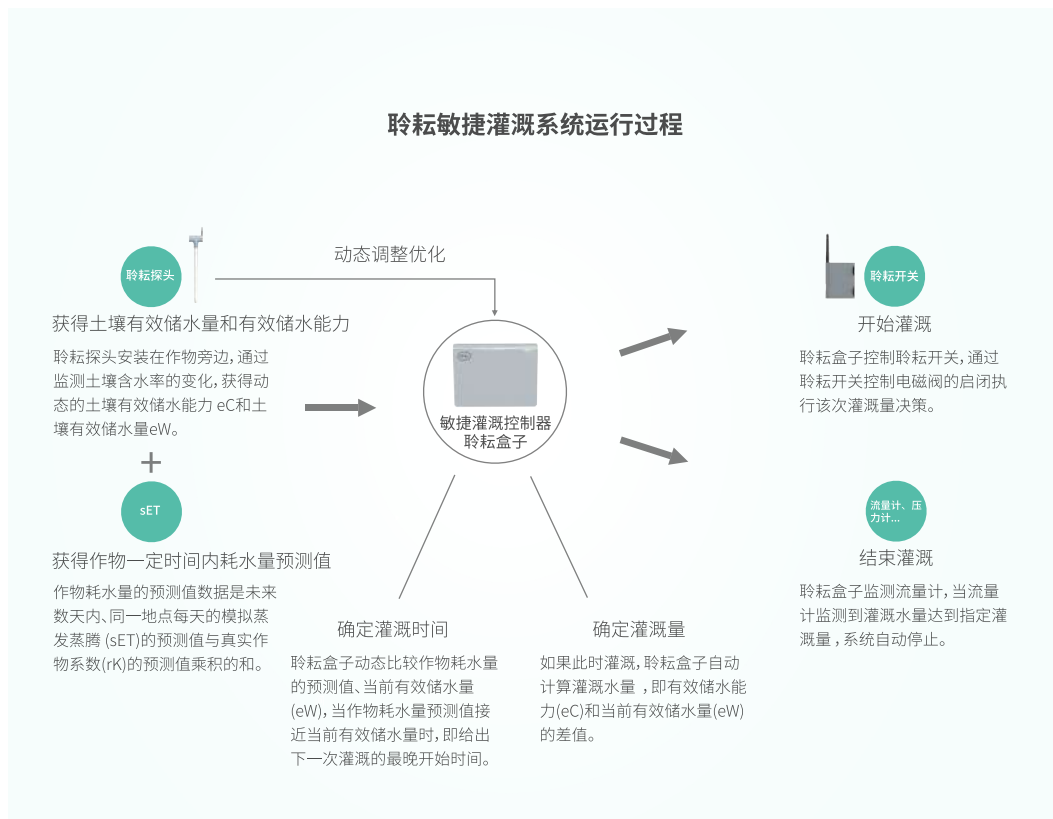 聆耘敏捷灌溉系统运行过程
聆耘探头
动态调整优化
获得土壤有效储水量和有效储水能力
聆耘探头安装在作物旁边,通过
监测土壤含水率的变化,获得动
态的土壤有效储水能力 eC和土
壤有效储水量eW。
+
sET
获得作物一定时间内耗水量预测值
作物耗水量的预测值数据是未来
数天内、同一地点每天的模拟蒸
发蒸腾 (sET)的预测值与真实作
物系数(rK)的预测值乘积的和。
敏捷灌溉控制器
聆耘盒子
确定灌溉时间
聆耘盒子动态比较作物耗水量
的预测值、当前有效储水量
(eW),当作物耗水量预测值接
近当前有效储水量时,即给出
下一次灌溉的最晚开始时间。
确定灌溉量
如果此时灌溉,聆耘盒子自动
计算灌溉水量 ，即有效储水能
力(eC)和当前有效储水量(eW)
的差值。
聆耘开关
开始灌溉
聆耘盒子控制聆耘开关,通过
聆耘开关控制电磁阀的启闭执
行该次灌溉量决策。
流量计、压
力计...
结束灌溉
聆耘盒子监测流量计,当流量
计监测到灌溉水量达到指定灌
溉量 ,系统自动停止。